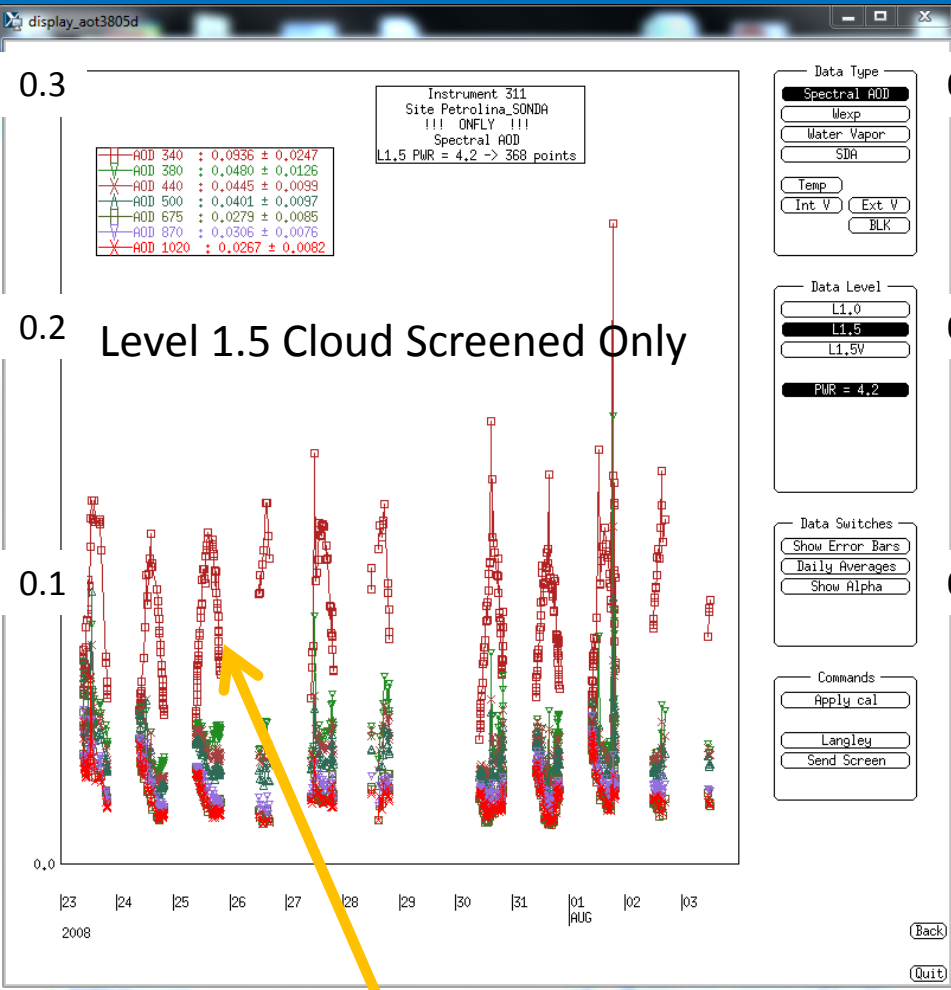 display_aot3805d
0.3
Instrument 311
Site Petrolina_SONDA
!!! ONFLY !!!
Spectral AOD
L1.5 PWR = 4.2 -> 368 points
AOD 340 : 0.0936 ± 0.0247
AOD 380 : 0.0480 ± 0.0126
AOD 440 : 0.0445 ± 0.0099
AOD 500 : 0.0401 ± 0.0097
AOD 675 : 0.0279 ± 0.0085
AOD 870 : 0.0306 ± 0.0076
AOD 1020 : 0.0267 ± 0.0082
0.2
Level 1.5 Cloud Screened Only
0.1
0.0
|23 |24 |25 |26 |27 |28 |29 |30 |31 |01 |02 |03
AUG
2008
Data Type
Spectral AOD
Wexp
Water Vapor
SDA
Temp
Int V Ext V
BLK
Data Level
L1.0
L1.5
L1.5V
PWR = 4.2
Data Switches
Show Error Bars
Daily Averages
Show Alpha
Commands
Apply cal
Langley
Send Screen
Back
Quit